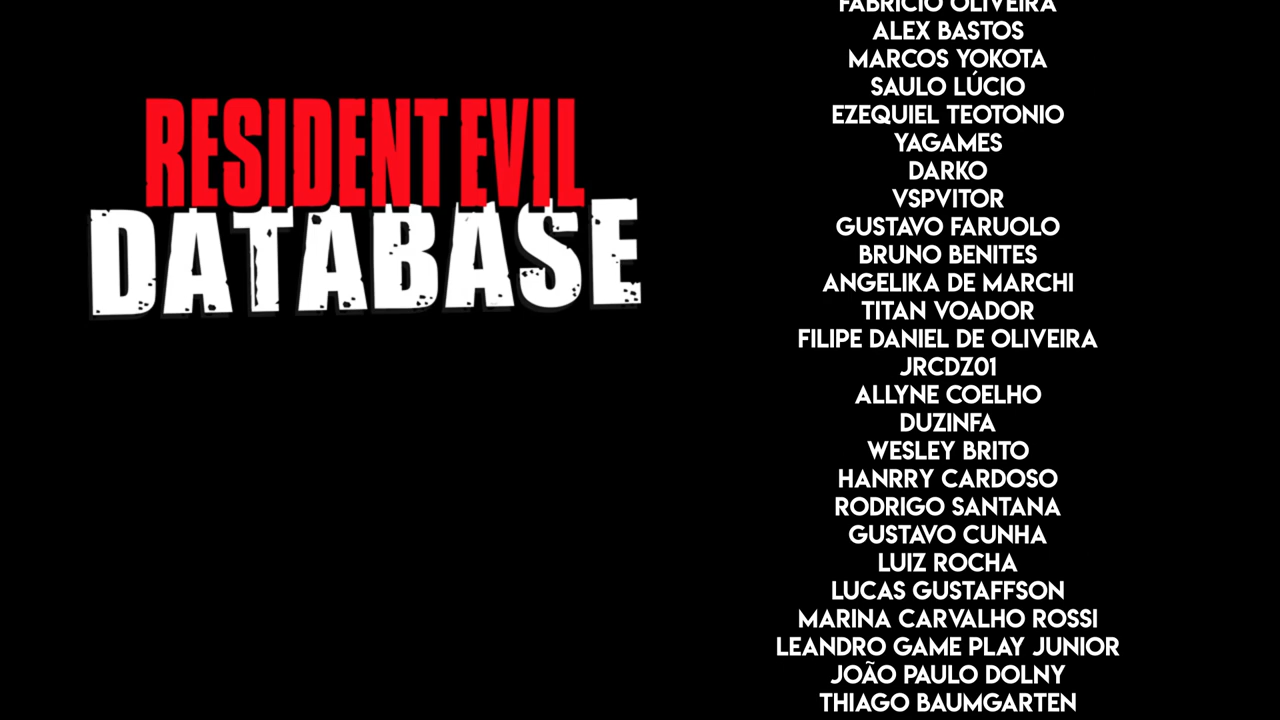 RESIDENT EVIL
DATABASE
FABRICIO OLIVEIRA
ALEX BASTOS
MARCOS YOKOTA
SAULO LÚCIO
EZEQUIEL TEOTONIO
YAGAMES
DARKO
VSPVITOR
GUSTAVO FARUOLO
BRUNO BENITES
ANGELIKA DE MARCHI
TITAN VOADOR
FILIPE DANIEL DE OLIVEIRA
JRCDZ01
ALLYNE COELHO
DUZINFA
WESLEY BRITO
HANRRY CARDOSO
RODRIGO SANTANA
GUSTAVO CUNHA
LUIZ ROCHA
LUCAS GUSTAFFSON
MARINA CARVALHO ROSSI
LEANDRO GAME PLAY JUNIOR
JOÃO PAULO DOLNY
THIAGO BAUMGARTEN